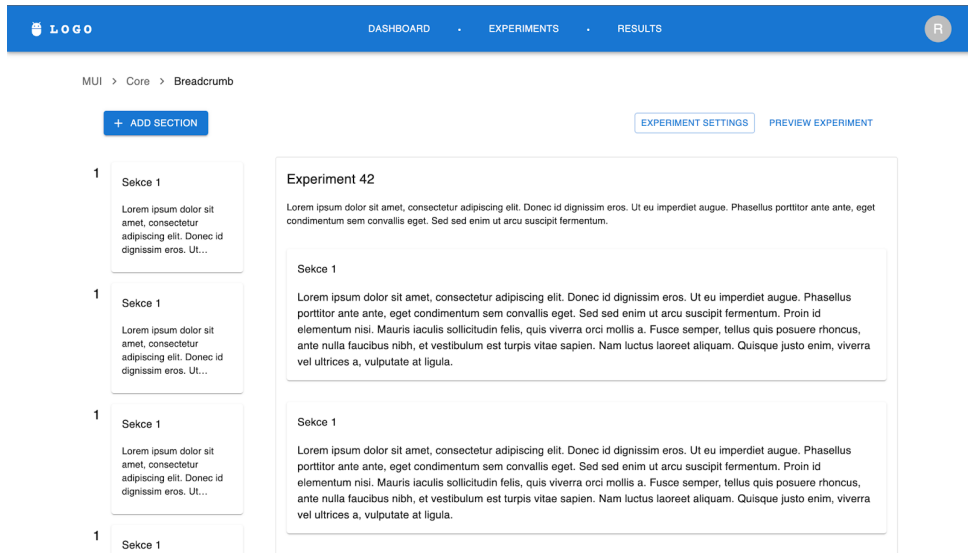 LOGO
DASHBOARD . EXPERIMENTS . RESULTS
R
MUI > Core > Breadcrumb
+ ADD SECTION
EXPERIMENT SETTINGS
PREVIEW EXPERIMENT
1
Sekce 1
Lorem ipsum dolor sit
amet, consectetur
adipiscing elit. Donec id
dignissim eros. Ut...
1
Sekce 1
Lorem ipsum dolor sit
amet, consectetur
adipiscing elit. Donec id
dignissim eros. Ut...
1
Sekce 1
Lorem ipsum dolor sit
amet, consectetur
adipiscing elit. Donec id
dignissim eros. Ut...
1
Sekce 1
Experiment 42
Lorem ipsum dolor sit amet, consectetur adipiscing elit. Donec id dignissim eros. Ut eu imperdiet augue. Phasellus porttitor ante ante, eget
condimentum sem convallis eget. Sed sed enim ut arcu suscipit fermentum.
Sekce 1
Lorem ipsum dolor sit amet, consectetur adipiscing elit. Donec id dignissim eros. Ut eu imperdiet augue. Phasellus
porttitor ante ante, eget condimentum sem convallis eget. Sed sed enim ut arcu suscipit fermentum. Proin id
elementum nisi. Mauris iaculis sollicitudin felis, quis viverra orci mollis a. Fusce semper, tellus quis posuere rhoncus,
ante nulla faucibus nibh, et vestibulum est turpis vitae sapien. Nam luctus laoreet aliquam. Quisque justo enim, viverra
vel ultrices a, vulputate at ligula.
Sekce 1
Lorem ipsum dolor sit amet, consectetur adipiscing elit. Donec id dignissim eros. Ut eu imperdiet augue. Phasellus
porttitor ante ante, eget condimentum sem convallis eget. Sed sed enim ut arcu suscipit fermentum. Proin id
elementum nisi. Mauris iaculis sollicitudin felis, quis viverra orci mollis a. Fusce semper, tellus quis posuere rhoncus,
ante nulla faucibus nibh, et vestibulum est turpis vitae sapien. Nam luctus laoreet aliquam. Quisque justo enim, viverra
vel ultrices a, vulputate at ligula.